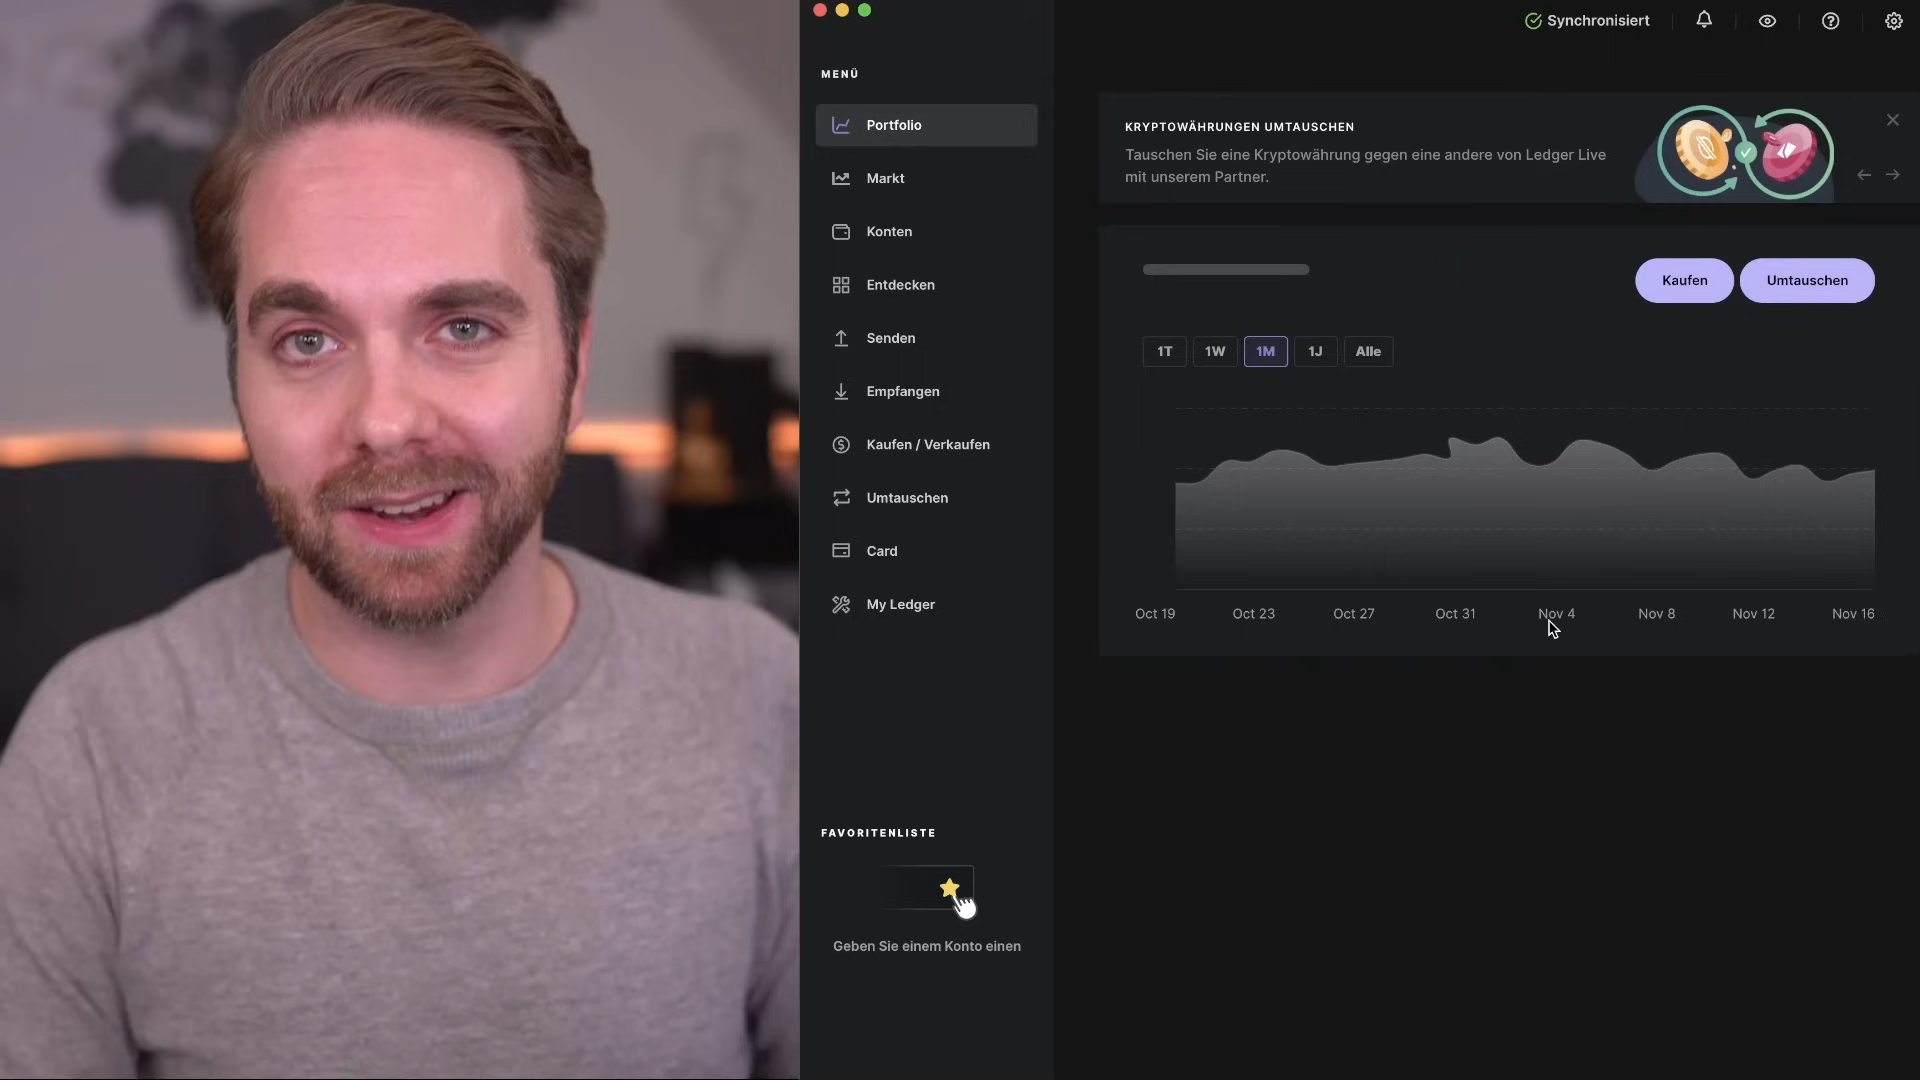 Synchronisiert
MENÜ
Portfolio
Markt
Konten
Entdecken
Senden
Empfangen
Kaufen / Verkaufen
Umtauschen
Card
My Ledger
FAVORITENLISTE
Geben Sie einem Konto einen
KRYPTOWÄHRUNGEN UMTAUSCHEN
Tauschen Sie eine Kryptowährung gegen eine andere von Ledger Live
mit unserem Partner.
Kaufen
Umtauschen
1T 1W 1M 1J Alle
Oct 19 Oct 23 Oct 27 Oct 31 Nov 4 Nov 8 Nov 12 Nov 16